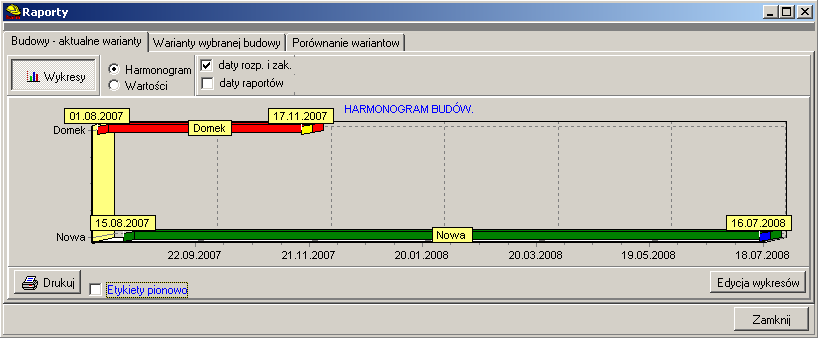 Raporty
Budowy - aktualne warianty
Warianty wybranej budowy
Porównanie wariantow
Wykresy
Harmonogram
Wartości
daty rozp. i zak.
daty raportów
HARMONOGRAM BUDÓW.
01.08.2007
17.11.2007
Domek
Domek
15.08.2007
16.07.2008
Nowa
Nowa
22.09.2007
21.11.2007
20.01.2008
20.03.2008
19.05.2008
18.07.2008
Drukuj
Etykiety pionowo
Edycja wykresów
Zamknij